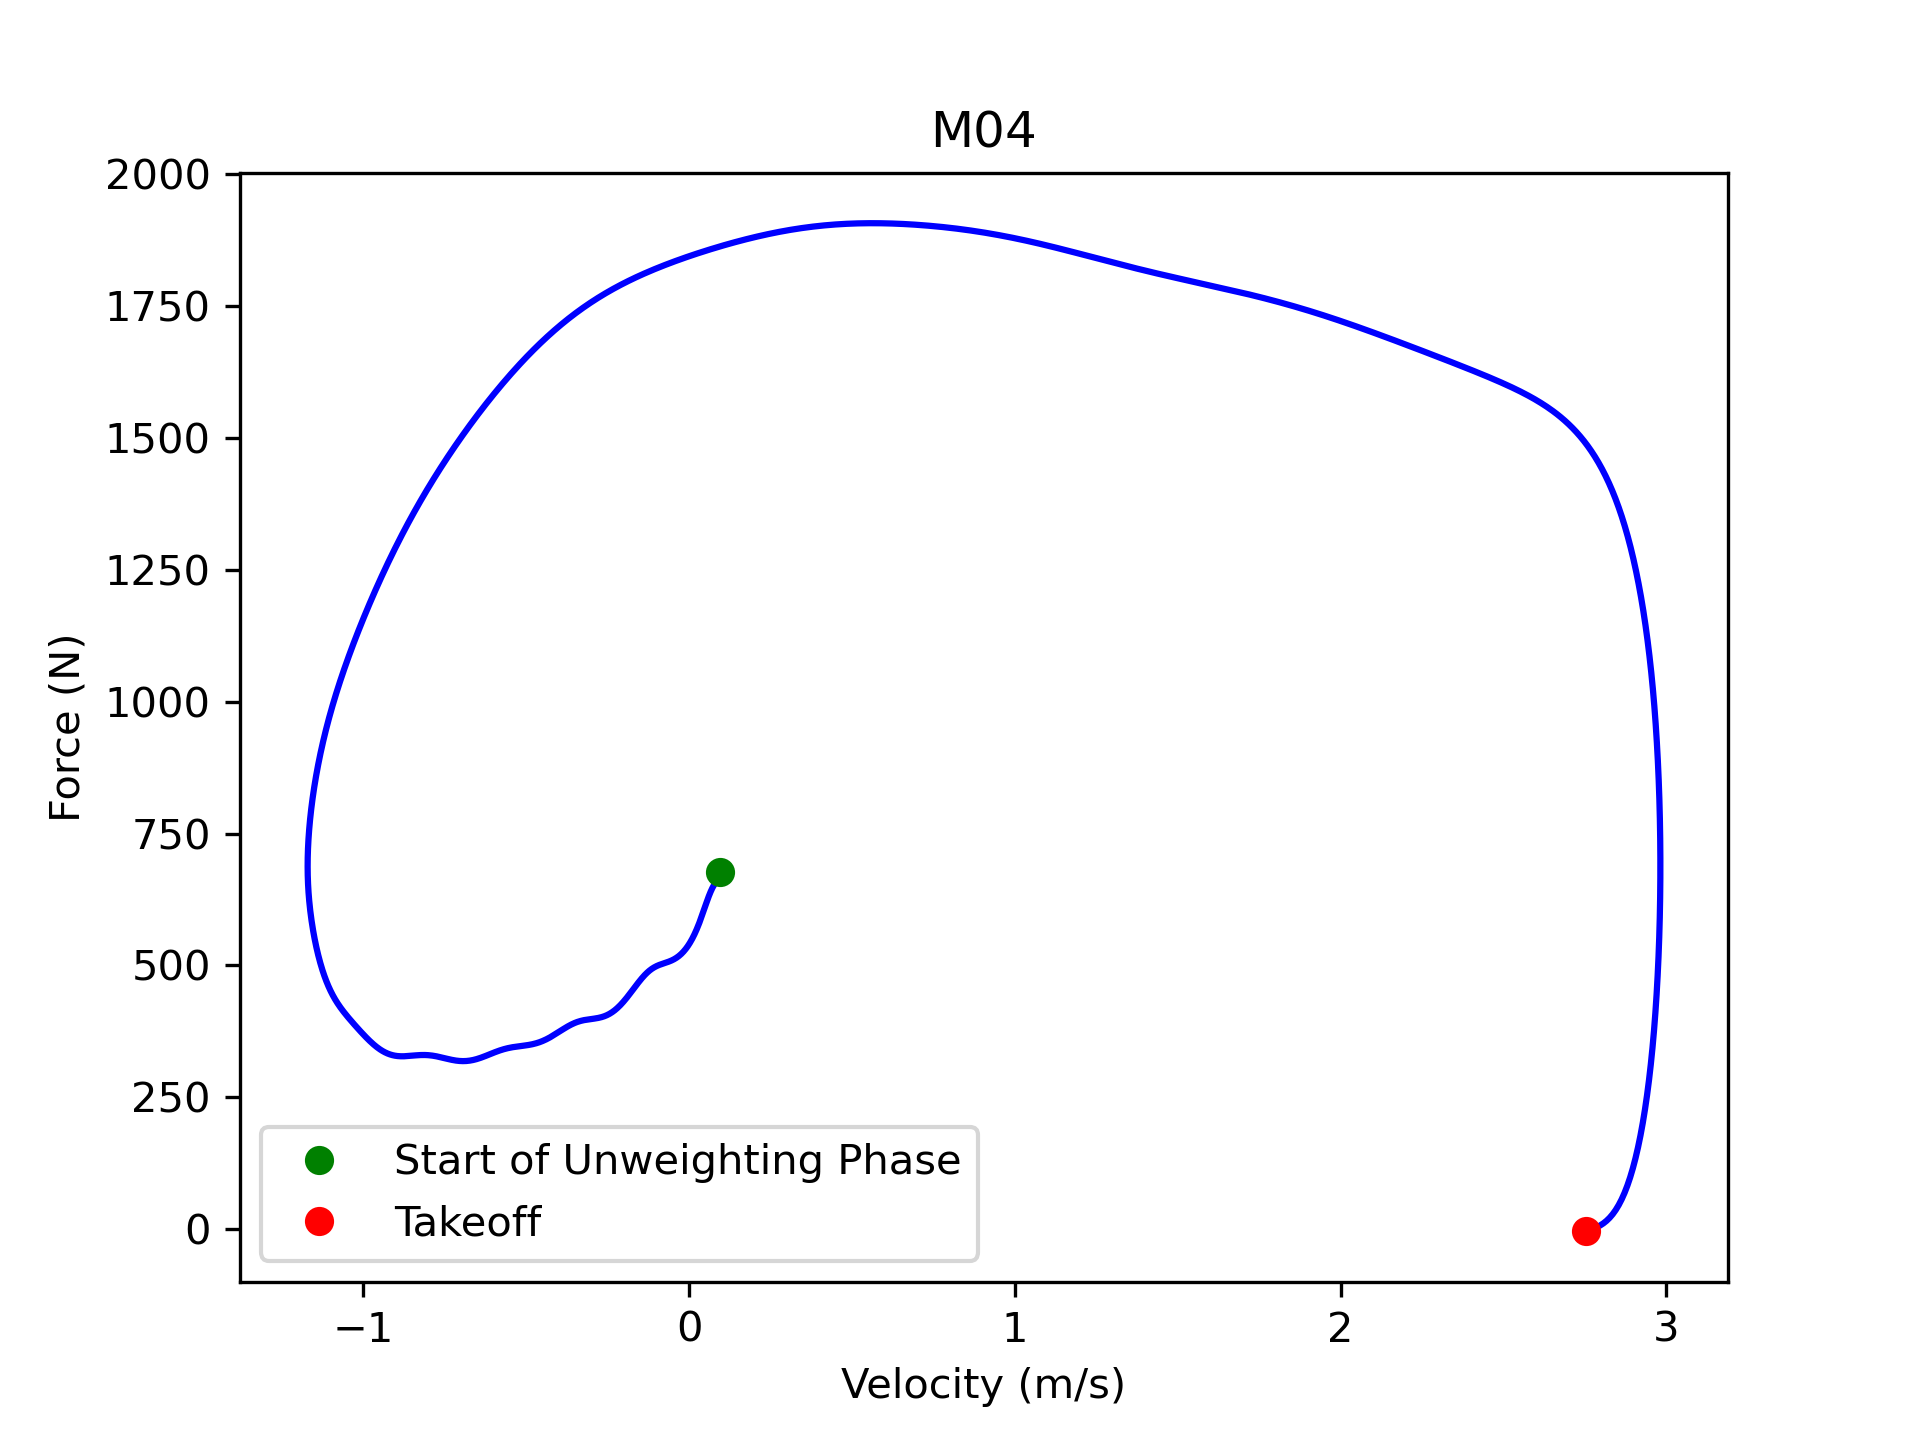 M04
2000
1750
1500
1250
1000
750
500
250
0
Force (N)
Start of Unweighting Phase
Takeoff
−1 0 1 2 3
Velocity (m/s)